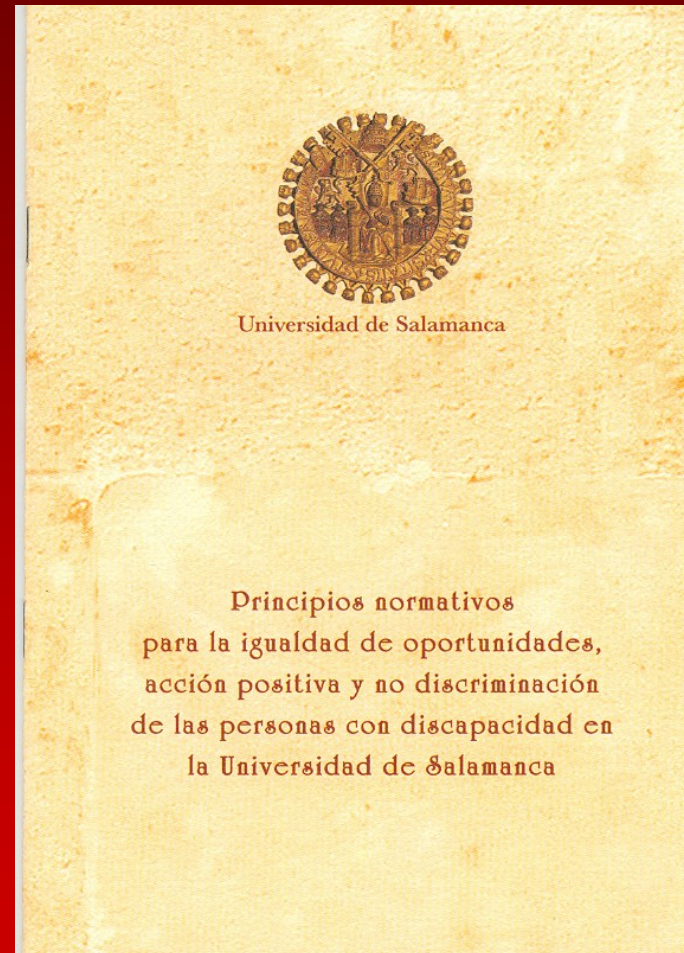 Universidad de Salamanca
Principios normativos
para la igualdad de oportunidades,
acción positiva y no discriminación
de las personas con discapacidad en
la Universidad de Salamanca